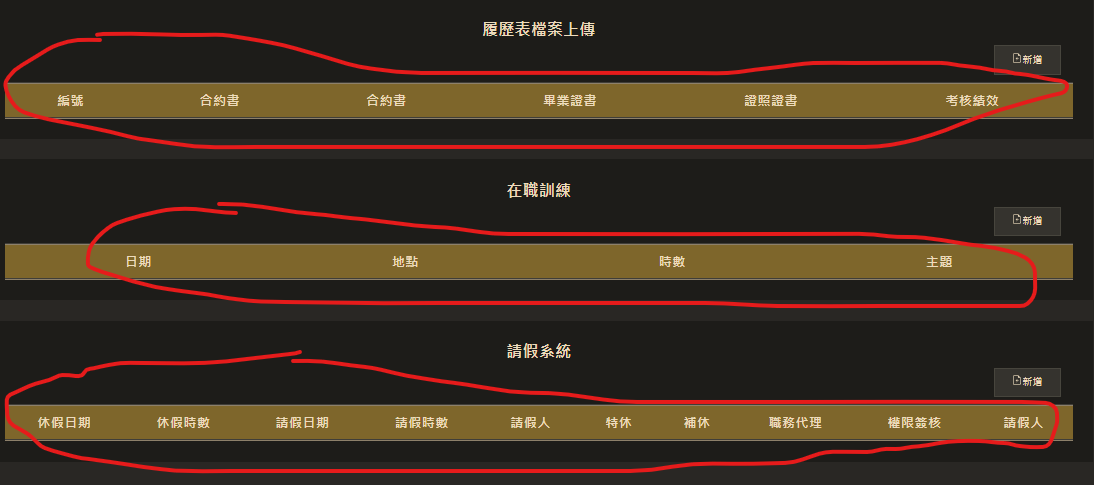 履歷表檔案上傳
新增
編號 合約書 合約書 畢業證書 證照證書 考核績效
在職訓練
新增
日期 地點 時數 主題
請假系統
新增
休假日期 休假時數 請假日期 請假時數 請假人 特休 補休 職務代理 權限簽核 請假人